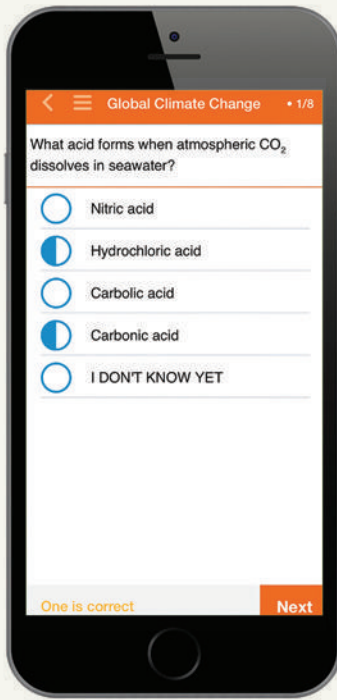 Global Climate Change • 1/8
What acid forms when atmospheric CO₂
dissolves in seawater?
Nitric acid
Hydrochloric acid
Carbolic acid
Carbonic acid
I DON'T KNOW YET
One is correct
Next